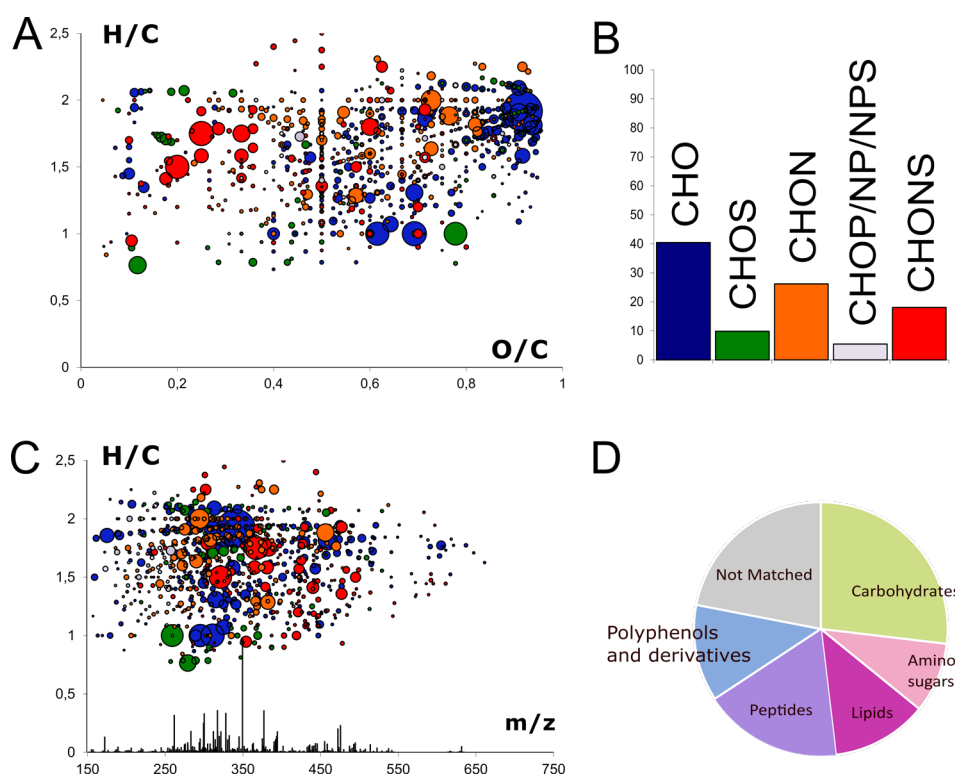 A
H/C
2,5
2
1,5
1
0,5
0
O/C
0
0,2
0,4
0,6
0,8
1
B
100
90
80
70
60
50
40
30
20
10
0
CHO
CHOS
CHON
CHOP/NP/NPS
CHONS
C
H/C
2,5
2
1,5
1
0,5
0
m/z
150
250
350
450
550
650
750
D
Not Matched
Carbohydrates
Polyphenols
and derivatives
Amino
sugars
Peptides
Lipids